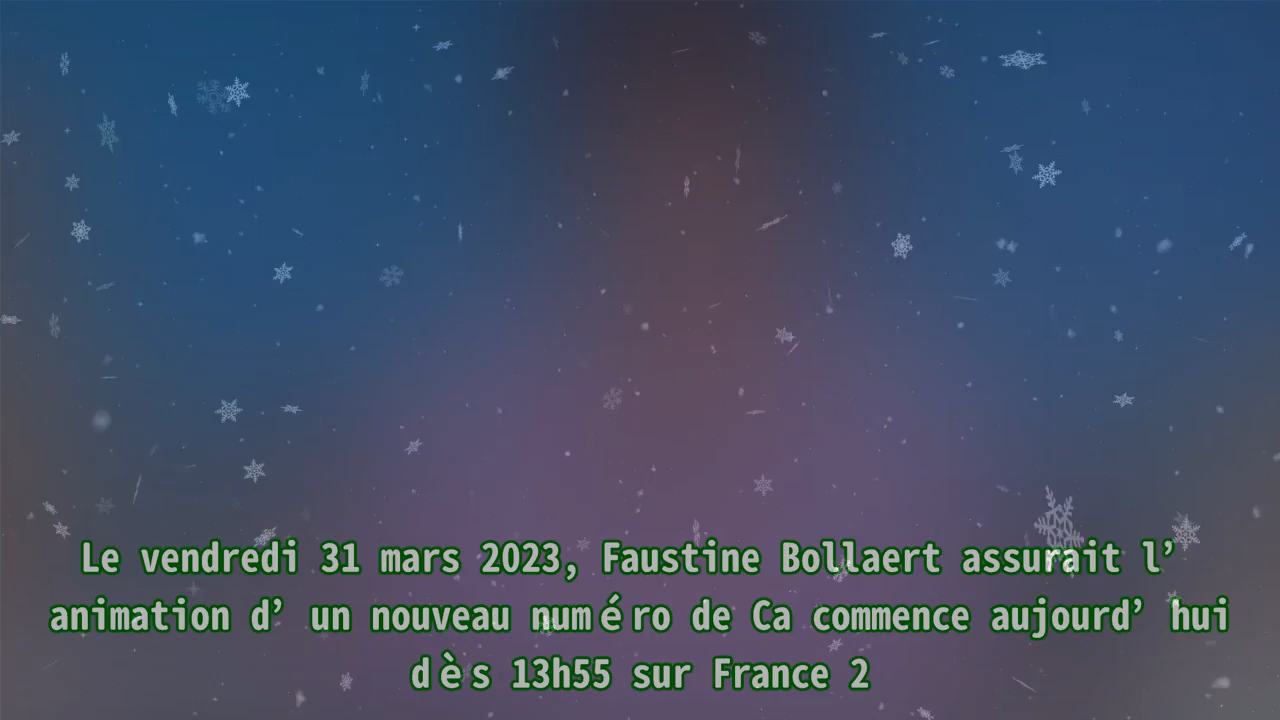 Le vendredi 31 mars 2023, Faustine Bollaert assurait l’
animation d’ un nouveau numéro de Ca commence aujourd’ hui
dès 13h55 sur France 2